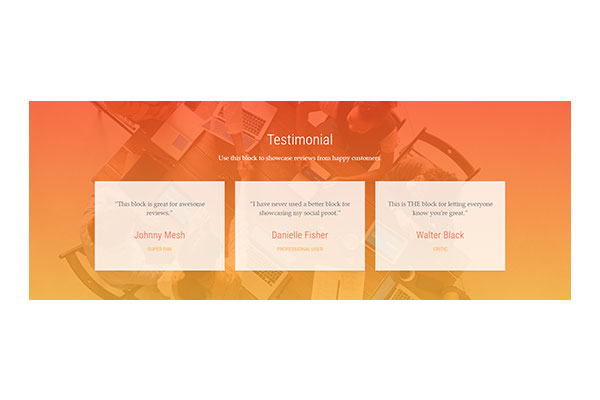 Testimonial
Use this block to showcase reviews from happy customers.
"This block is great for awesome
reviews."
Johnny Mesh
SUPER FAN
"I have never used a better block for
showcasing my social proof."
Danielle Fisher
PROFESSIONAL USER
"This is THE block for letting everyone
know you're great."
Walter Black
CRITIC